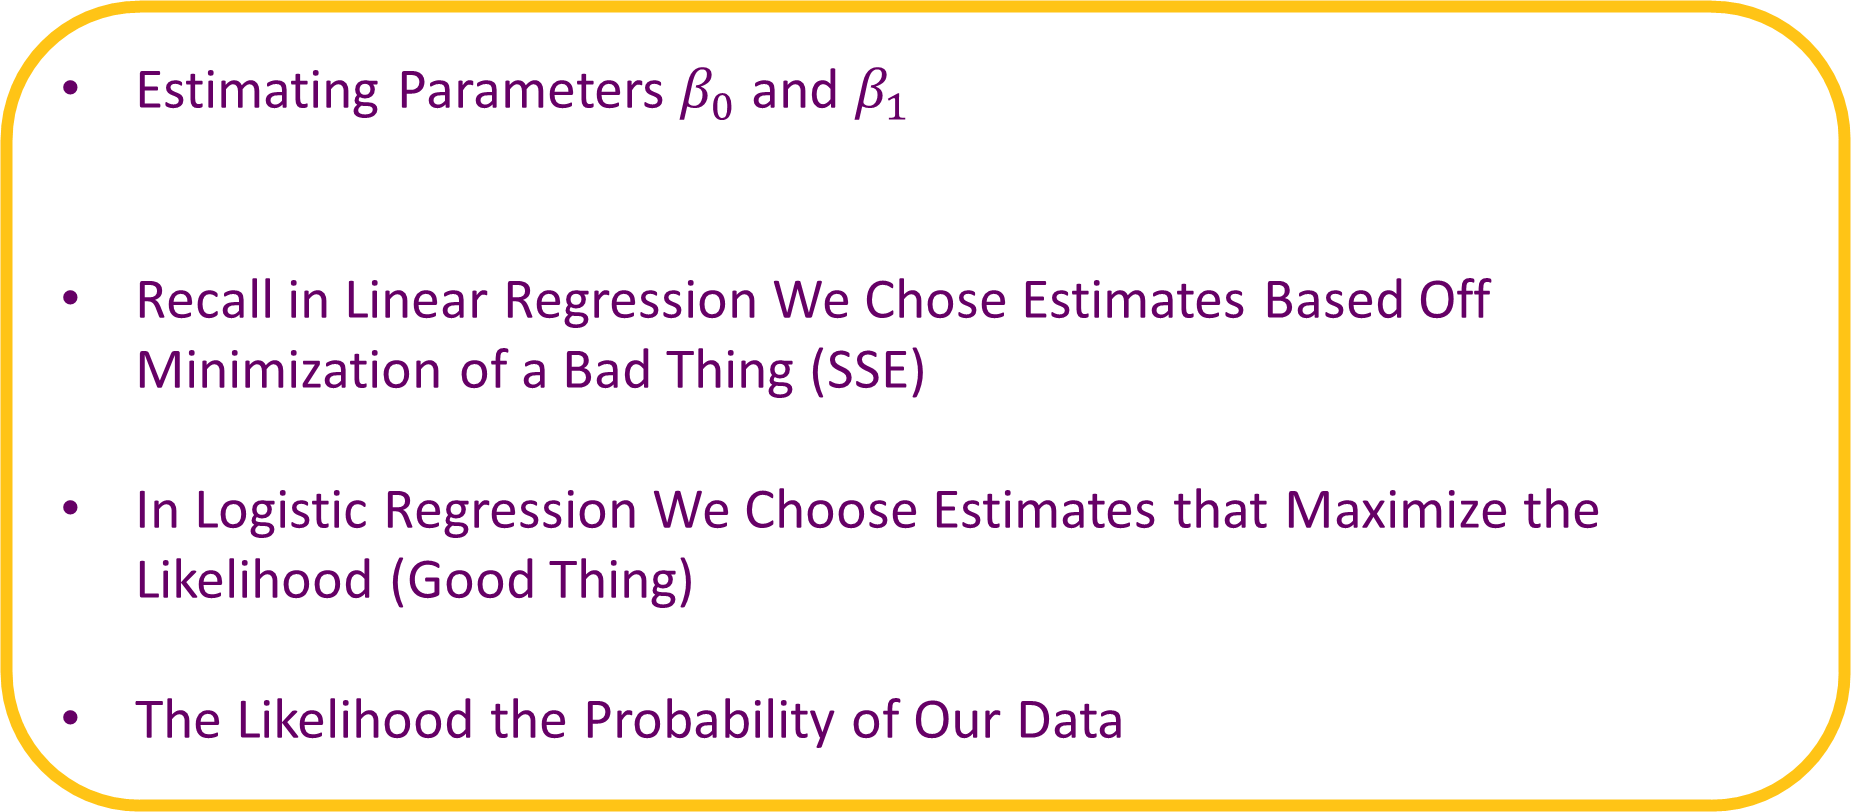 • Estimating Parameters β₀ and β₁
• Recall in Linear Regression We Chose Estimates Based Off
Minimization of a Bad Thing (SSE)
• In Logistic Regression We Choose Estimates that Maximize the
Likelihood (Good Thing)
• The Likelihood the Probability of Our Data